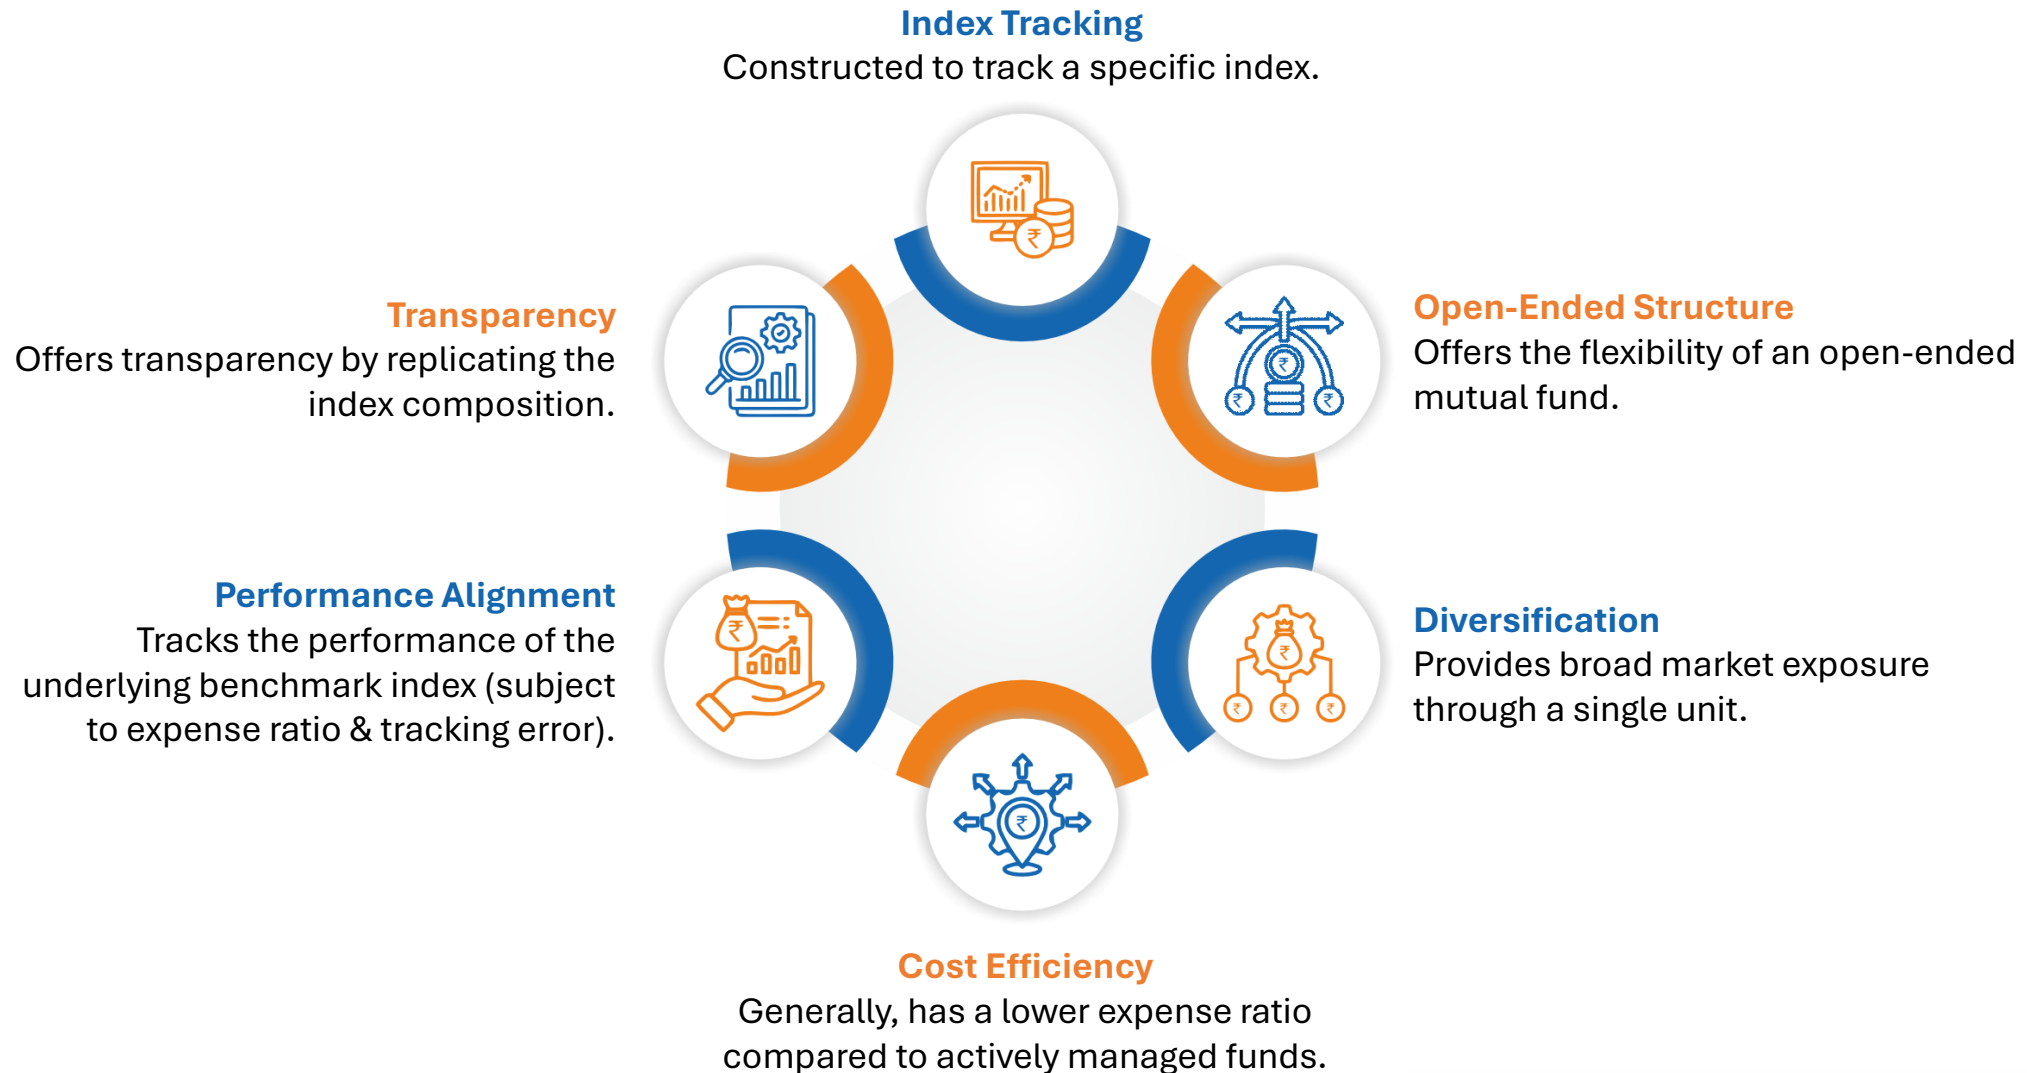 Index Tracking
Constructed to track a specific index.
Open-Ended Structure
Offers the flexibility of an open-ended
mutual fund.
Diversification
Provides broad market exposure
through a single unit.
Cost Efficiency
Generally, has a lower expense ratio
compared to actively managed funds.
Performance Alignment
Tracks the performance of the
underlying benchmark index (subject
to expense ratio & tracking error).
Transparency
Offers transparency by replicating the
index composition.
₹
₹
₹
₹
₹
₹
₹
₹
₹
₹